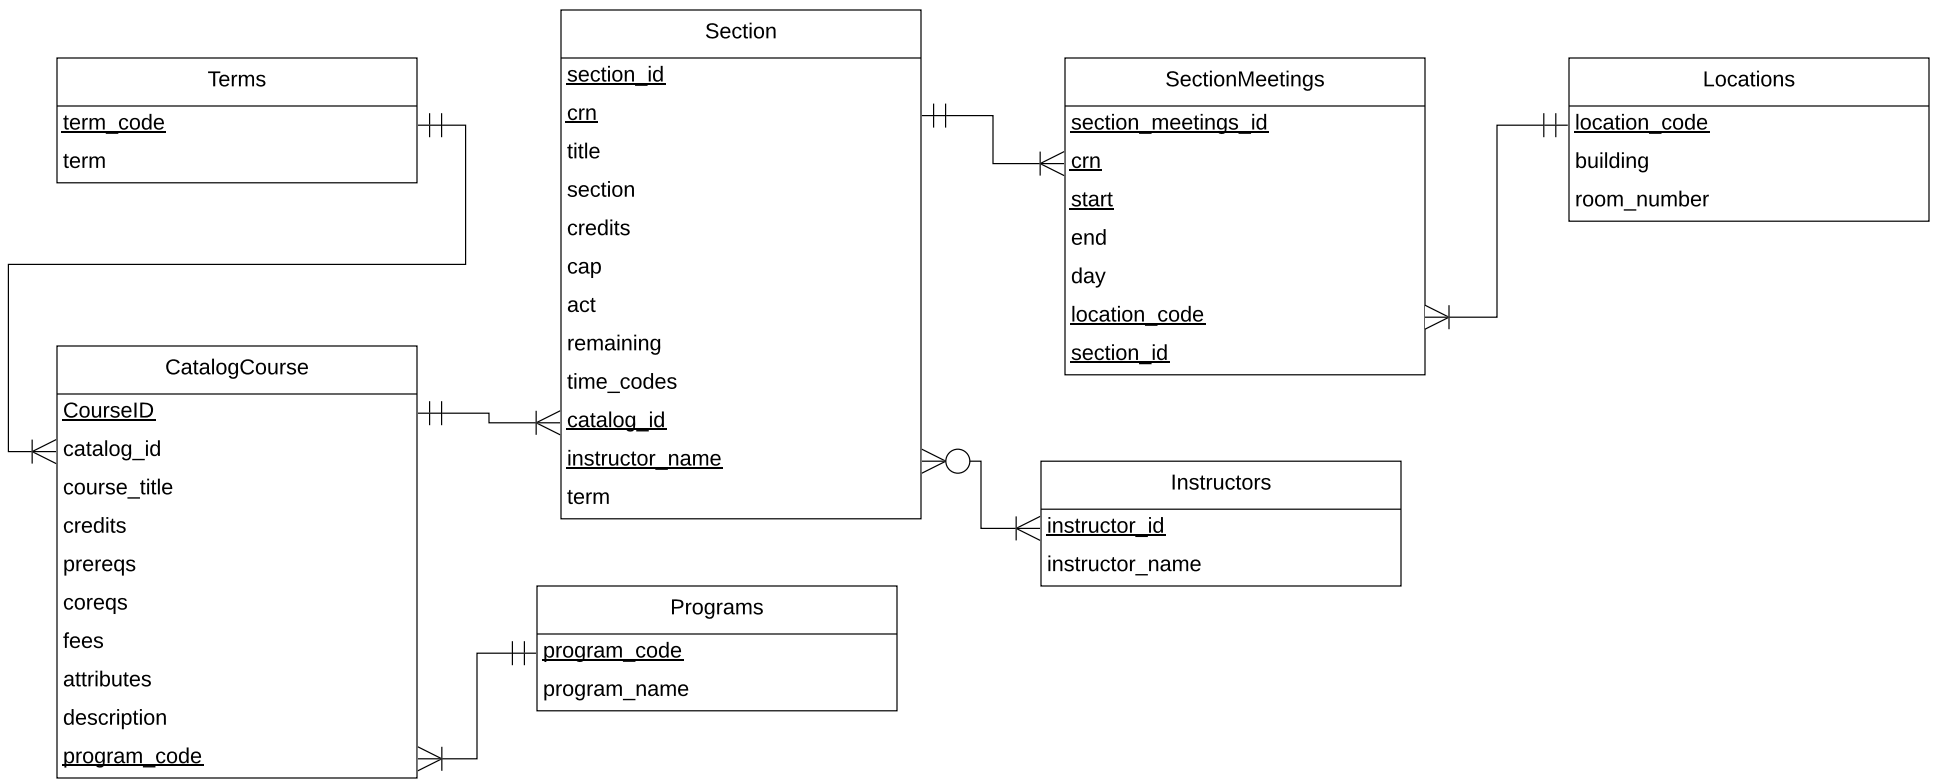 Terms
term_code
term
CatalogCourse
CourseID
catalog_id
course_title
credits
prereqs
coreqs
fees
attributes
description
program_code
Section
section_id
crn
title
section
credits
cap
act
remaining
time_codes
catalog_id
instructor_name
term
Programs
program_code
program_name
SectionMeetings
section_meetings_id
crn
start
end
day
location_code
section_id
Instructors
instructor_id
instructor_name
Locations
location_code
building
room_number